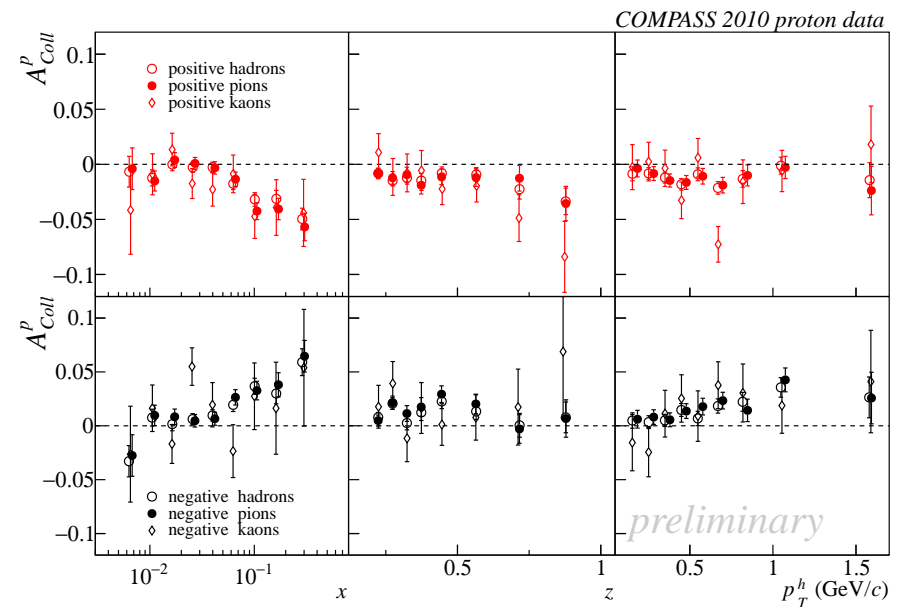 COMPASS 2010 proton data
A^p_Coll
0.1
0.05
0
−0.05
−0.1
positive hadrons
positive pions
positive kaons
A^p_Coll
0.1
0.05
0
−0.05
−0.1
negative hadrons
negative pions
negative kaons
preliminary
10^−2 10^−1 0.5 1 0.5 1 1.5
x z p_T^h (GeV/c)